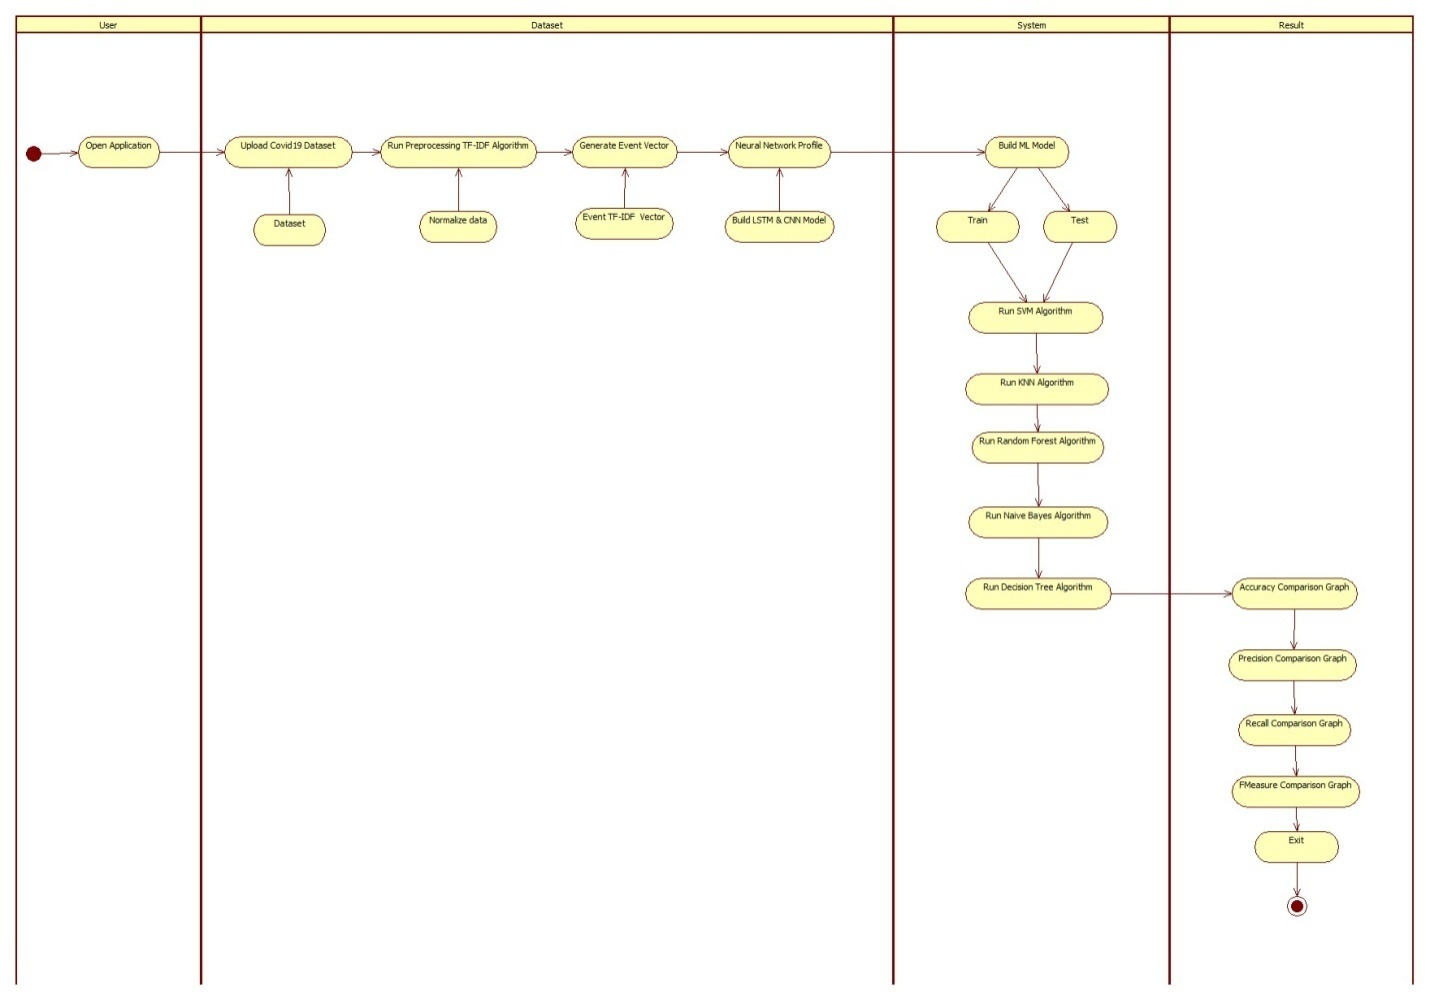 User
Dataset
System
Result
Open Application
Upload Covid19 Dataset
Run Preprocessing TF-IDF Algorithm
Generate Event Vector
Neural Network Profile
Build ML Model
Dataset
Normalize data
Event TF-IDF  Vector
Build LSTM & CNN Model
Train
Test
Run SVM Algorithm
Run KNN Algorithm
Run Random Forest Algorithm
Run Naive Bayes Algorithm
Run Decision Tree Algorithm
Accuracy Comparison Graph
Precision Comparison Graph
Recall Comparison Graph
FMeasure Comparison Graph
Exit